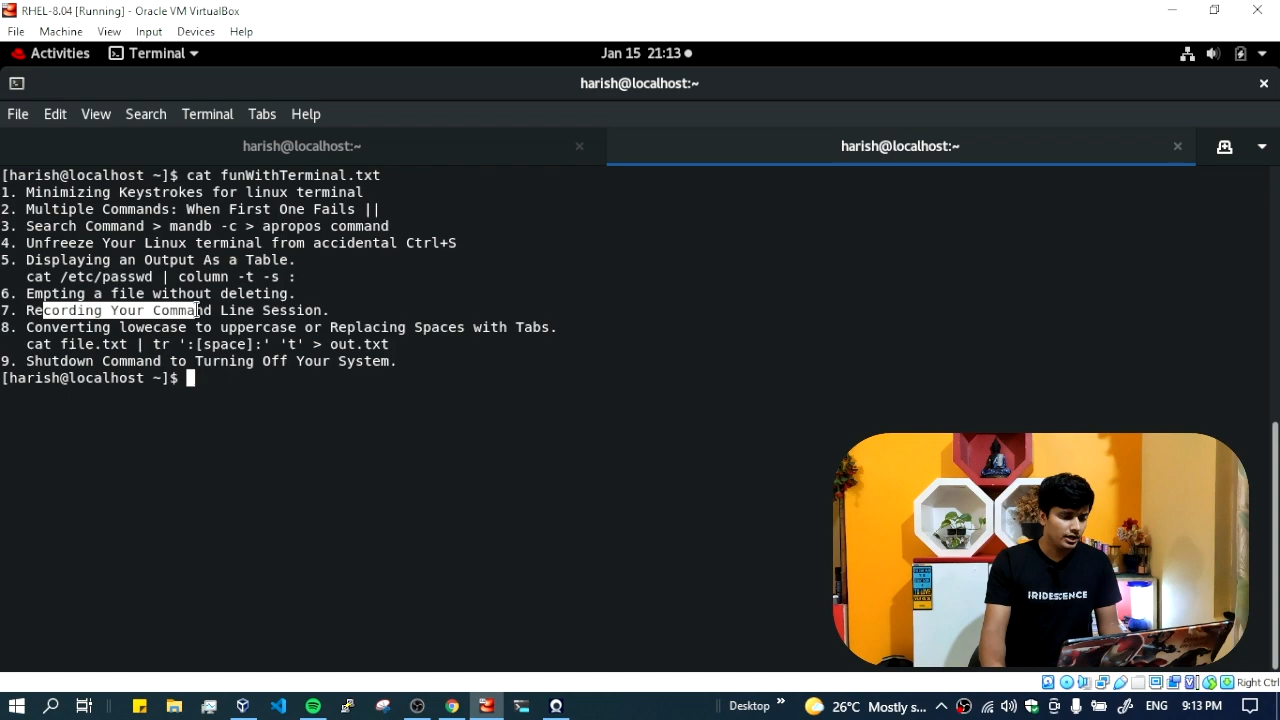 RHEL-8.04 [Running] - Oracle VM VirtualBox
File Machine View Input Devices Help
Activities Terminal Jan 15 21:13
harish@localhost:~
File Edit View Search Terminal Tabs Help
harish@localhost:~ harish@localhost:~
[harish@localhost ~]$ cat funWithTerminal.txt
1. Minimizing Keystrokes for linux terminal
2. Multiple Commands: When First One Fails ||
3. Search Command > mandb -c > apropos command
4. Unfreeze Your Linux terminal from accidental Ctrl+S
5. Displaying an Output As a Table.
cat /etc/passwd | column -t -s :
6. Empting a file without deleting.
7. Recording Your Command Line Session.
8. Converting lowecase to uppercase or Replacing Spaces with Tabs.
cat file.txt | tr ':[space]:' 't' > out.txt
9. Shutdown Command to Turning Off Your System.
[harish@localhost ~]$
IRIDESCENCE
Right Ctrl
Desktop 26°C Mostly s... ENG 9:13 PM